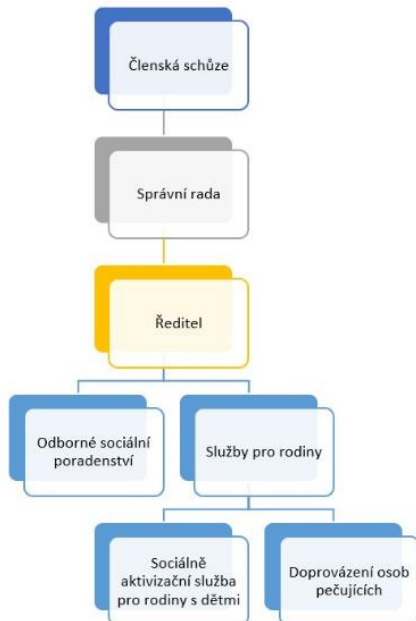 Členská schůze
Správní rada
Ředitel
Odborné sociální
poradenství
Služby pro rodiny
Sociálně
aktivizační služba
pro rodiny s dětmi
Doprovázení osob
pečujících